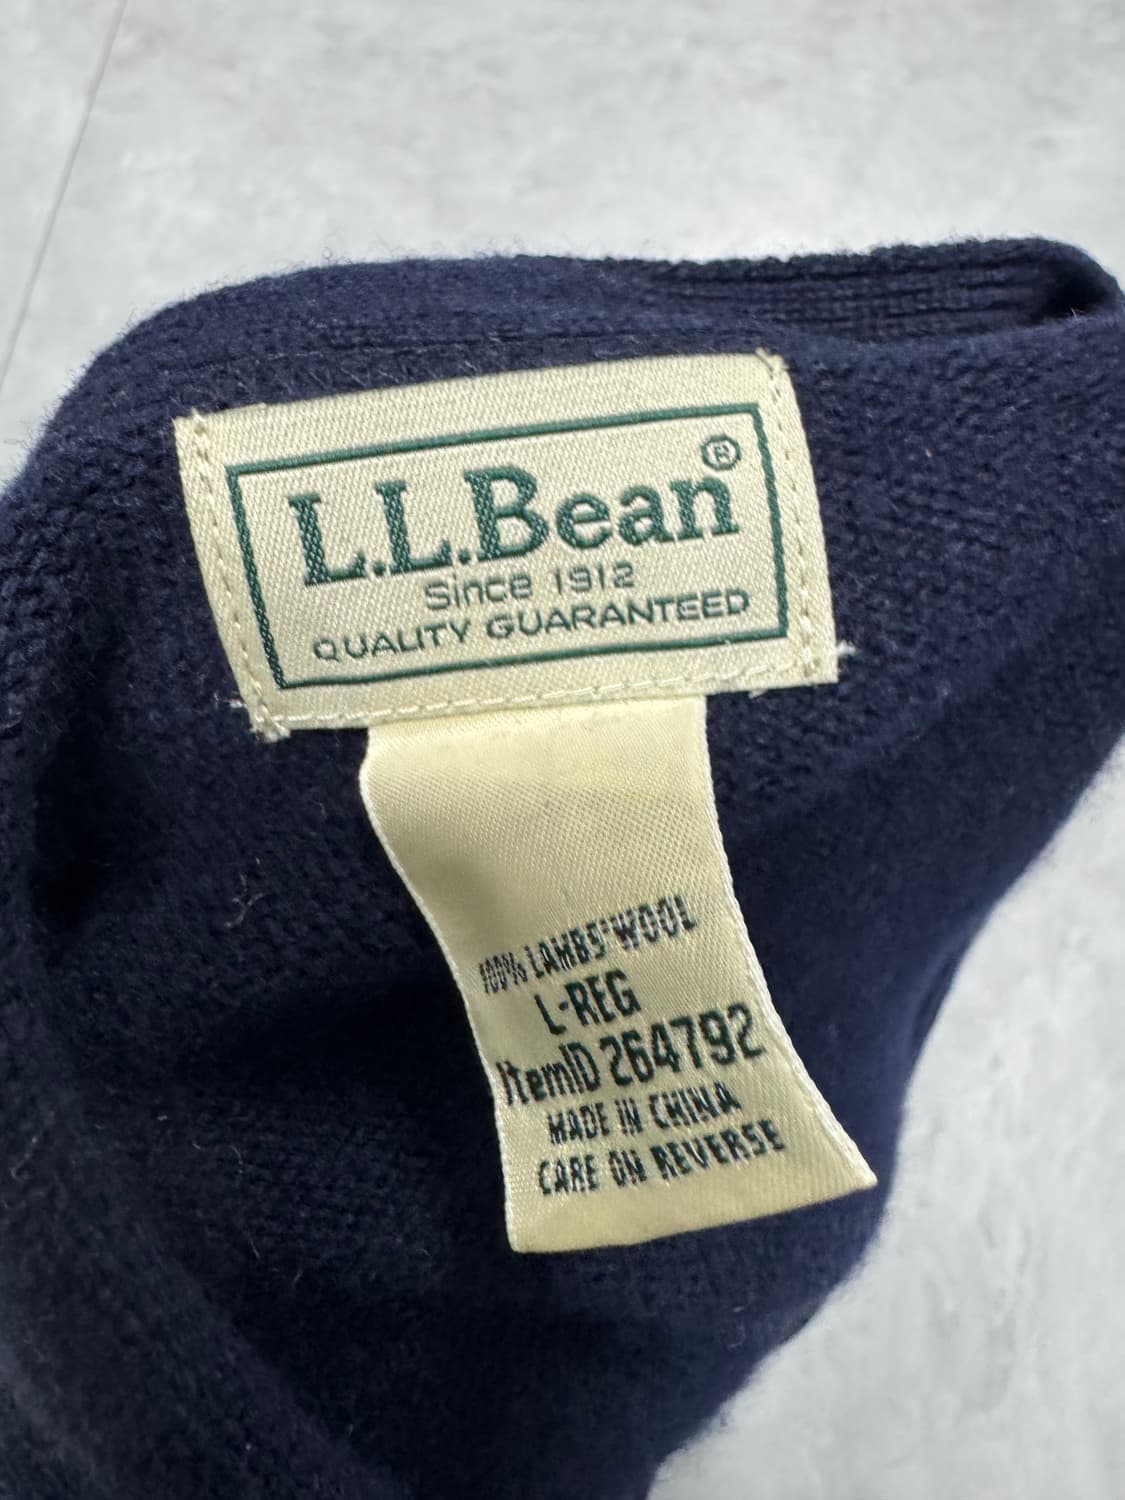 L.L.Bean®
Since 1912
QUALITY GUARANTEED
100% LAMBS' WOOL
L-REG
ItemID 264792
MADE IN CHINA
CARE ON REVERSE